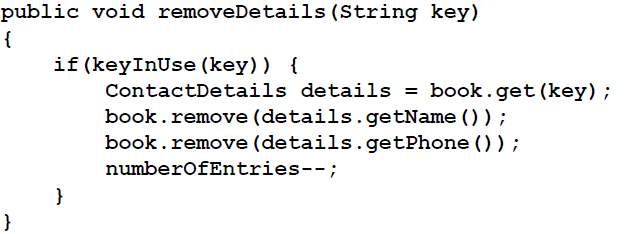 public void removeDetails(String key)
{
    if(keyInUse(key)) {
        ContactDetails details = book.get(key);
        book.remove(details.getName());
        book.remove(details.getPhone());
        numberOfEntries--;
    }
}